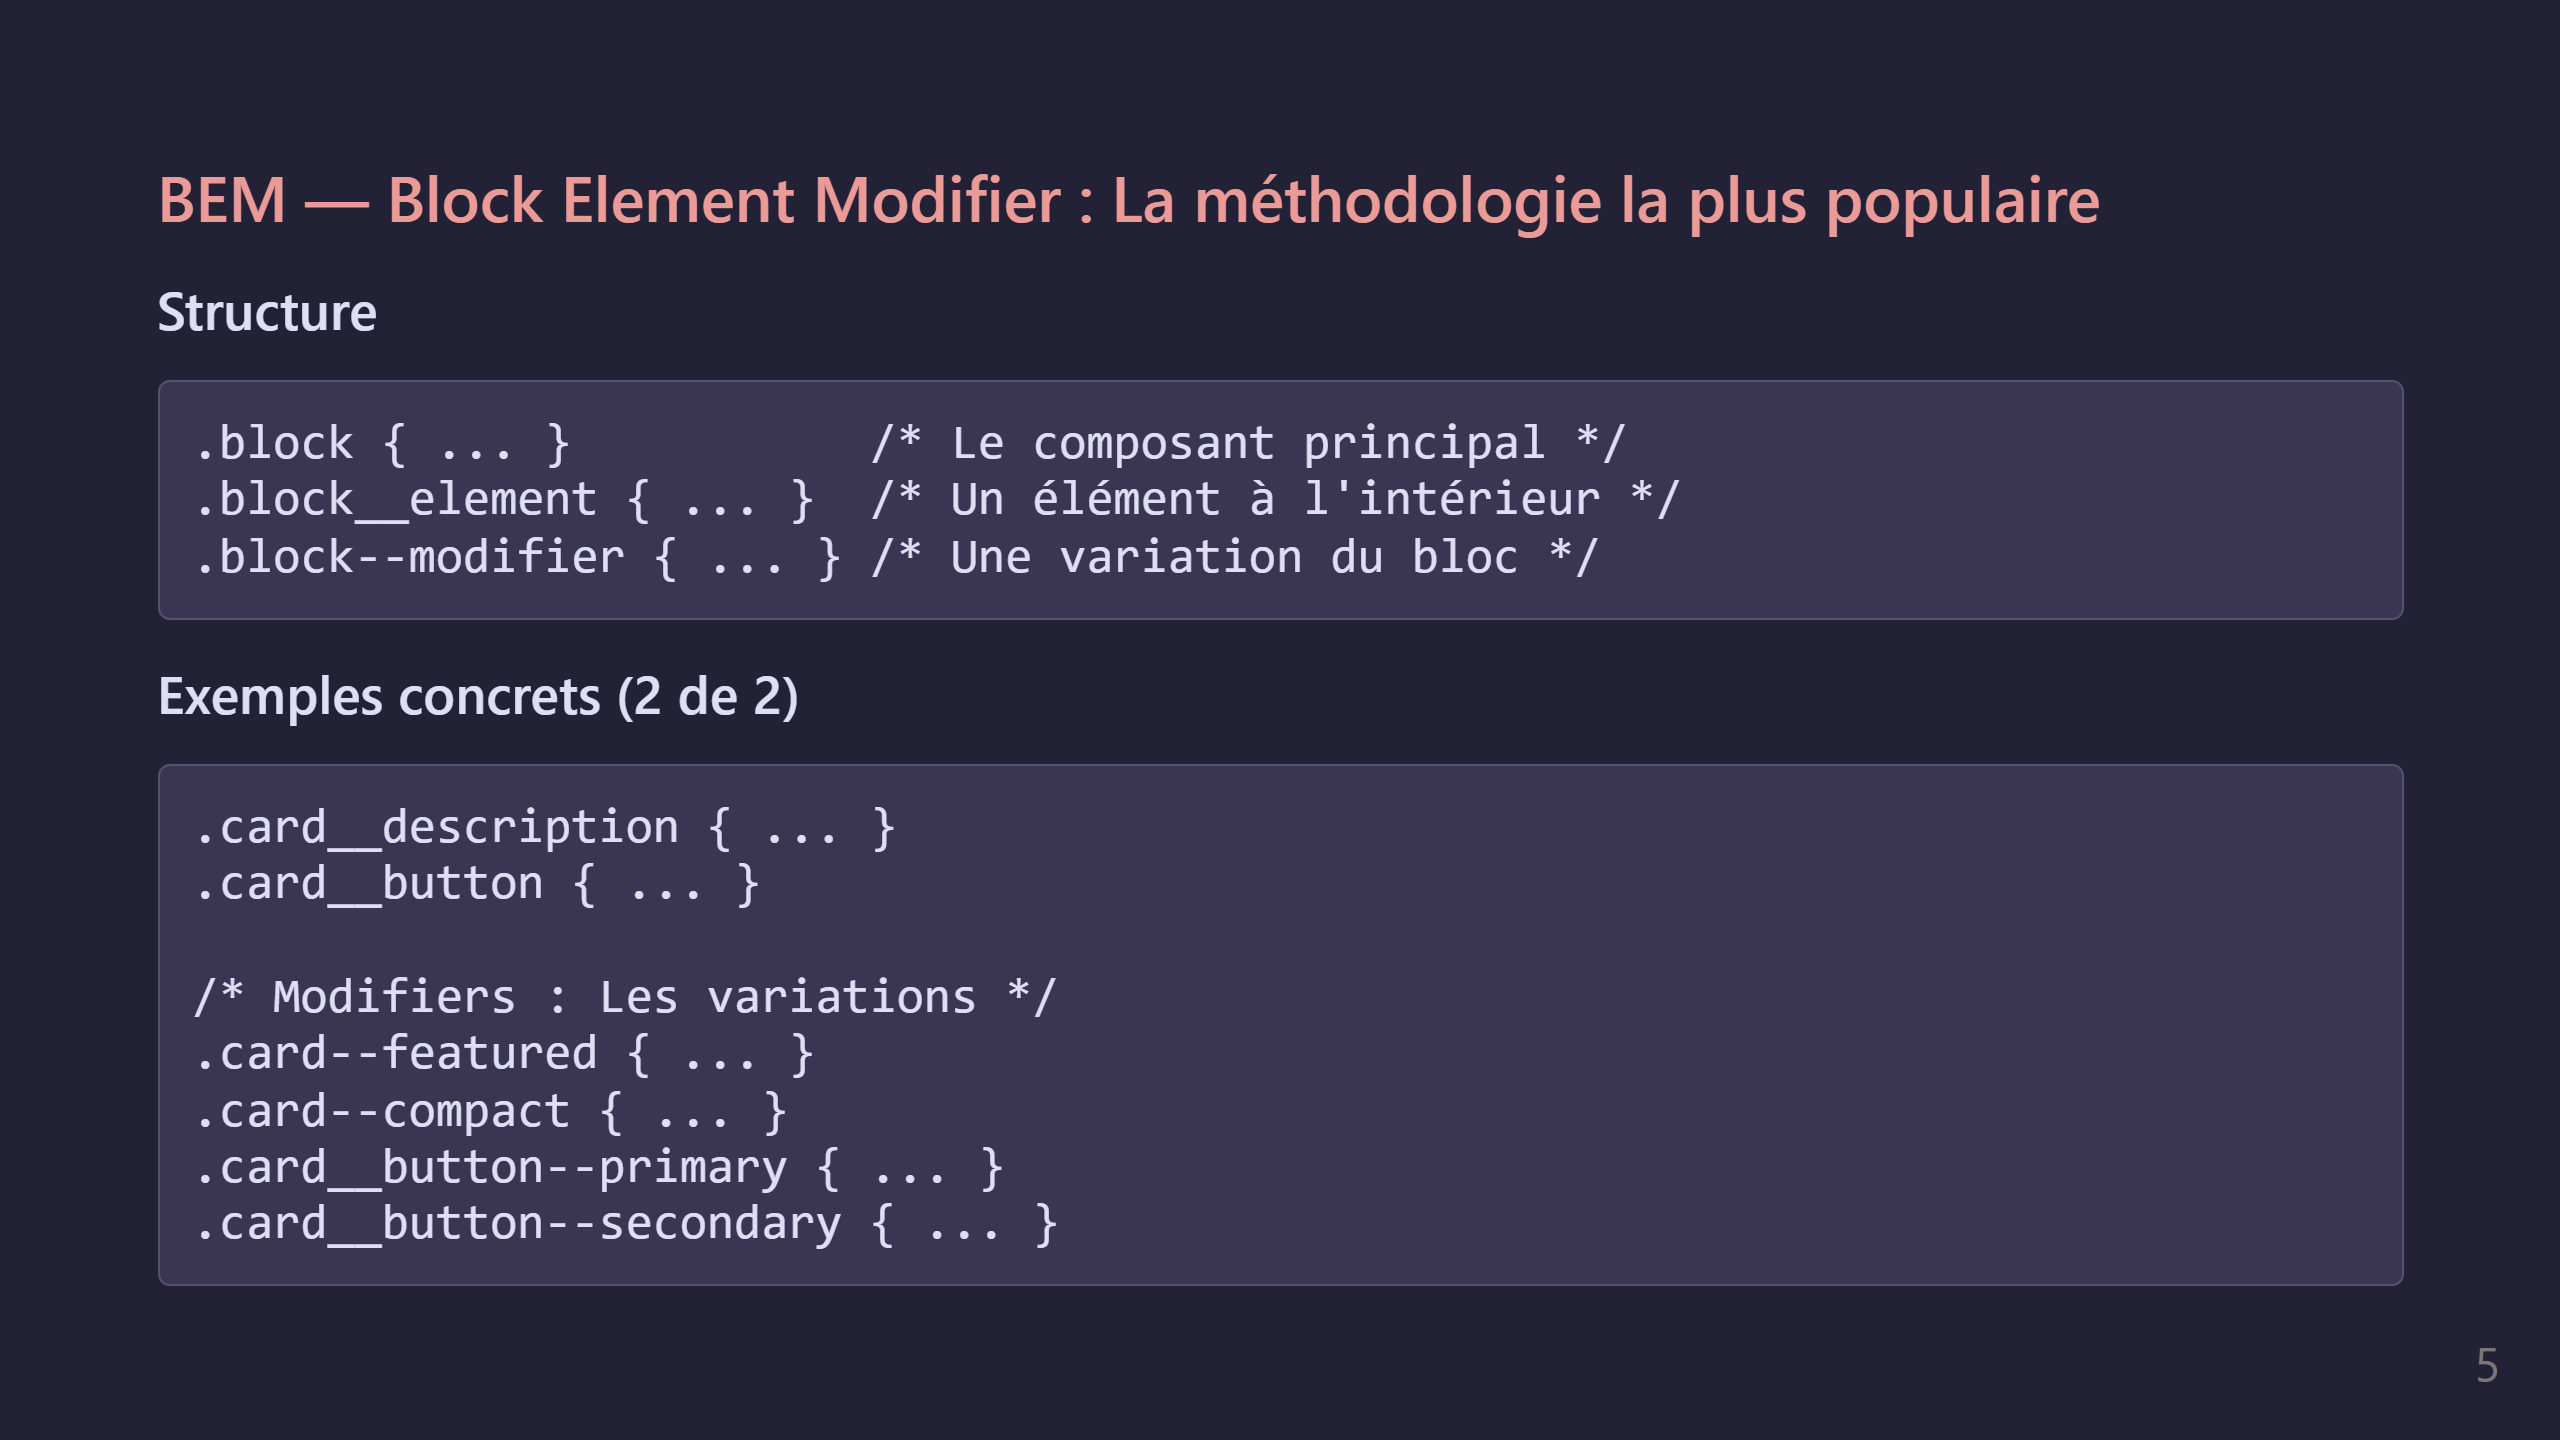 BEM — Block Element Modifier : La méthodologie la plus populaire
Structure
.block { ... }           /* Le composant principal */
.block__element { ... }  /* Un élément à l'intérieur */
.block--modifier { ... } /* Une variation du bloc */
Exemples concrets (2 de 2)
.card__description { ... }
.card__button { ... }
/* Modifiers : Les variations */
.card--featured { ... }
.card--compact { ... }
.card__button--primary { ... }
.card__button--secondary { ... }
5